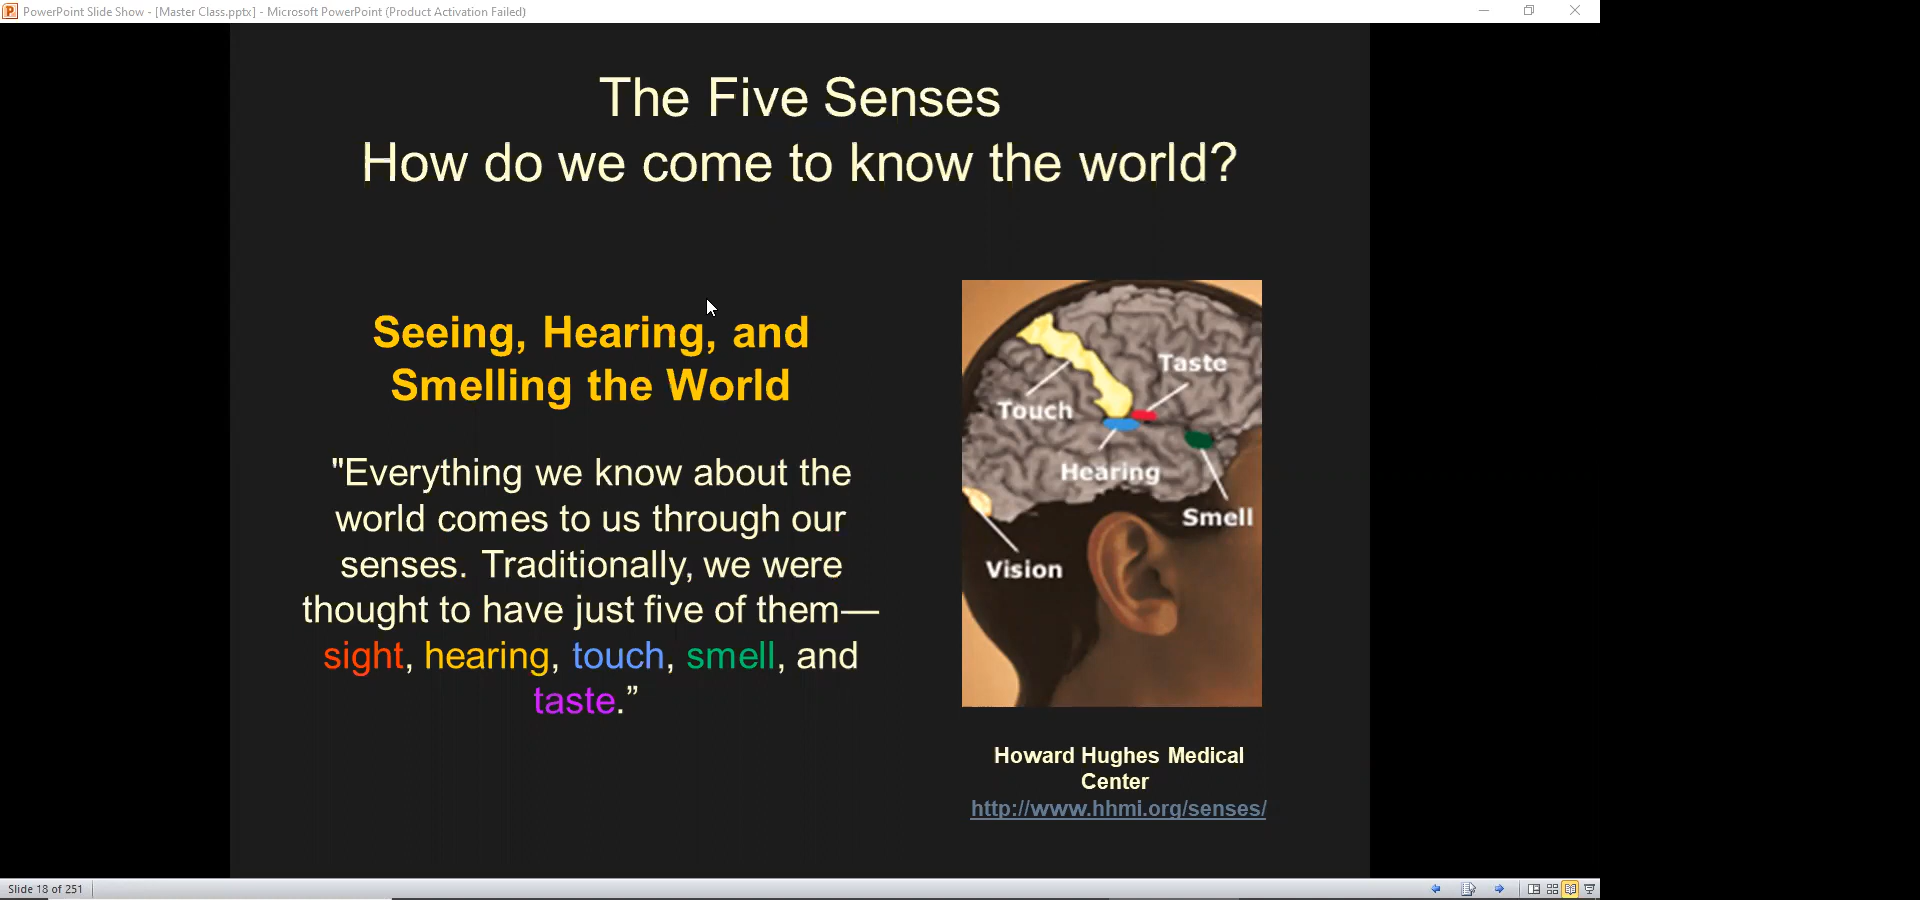 PowerPoint Slide Show - [Master Class.pptx] - Microsoft PowerPoint (Product Activation Failed)
The Five Senses
How do we come to know the world?
Seeing, Hearing, and
Smelling the World
"Everything we know about the
world comes to us through our
senses. Traditionally, we were
thought to have just five of them—
sight, hearing, touch, smell, and
taste.”
Taste
Touch
Hearing
Smell
Vision
Howard Hughes Medical
Center
http://www.hhmi.org/senses/
Slide 18 of 251